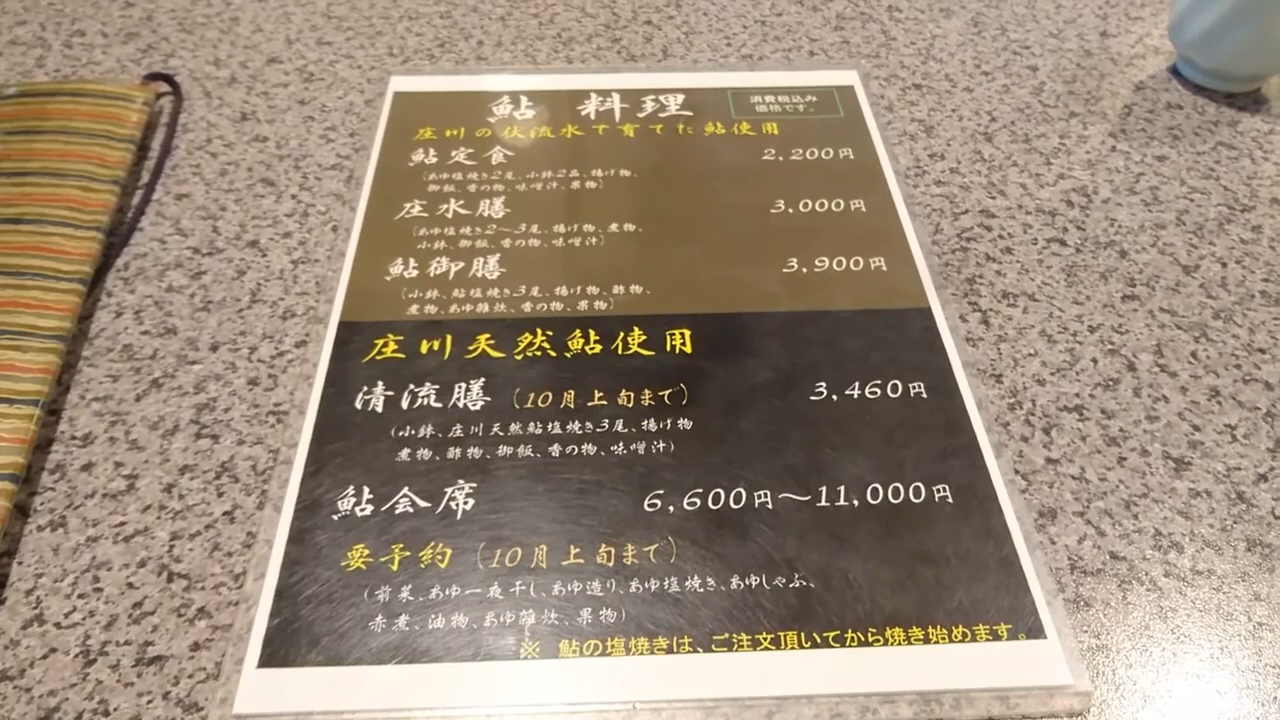 鮎 料理
消費税込み
価格です。
庄川の伏流水で育てた鮎使用
鮎定食 2,200円
(あゆ塩焼き2尾、小鉢2品、揚げ物、
御飯、香の物、味噌汁、果物)
庄水膳 3,000円
(あゆ塩焼き2～3尾、揚げ物、煮物、
小鉢、御飯、香の物、味噌汁)
鮎御膳 3,900円
(小鉢、鮎塩焼き3尾、揚げ物、酢物、
煮物、あゆ雑炊、香の物、果物)
庄川天然鮎使用
清流膳 (10月上旬まで) 3,460円
(小鉢、庄川天然鮎塩焼き3尾、揚げ物
煮物、酢物、御飯、香の物、味噌汁)
鮎会席 6,600円～11,000円
要予約 (10月上旬まで)
(前菜、あゆ一夜干し、あゆ造り、あゆ塩焼き、あゆしゃぶ、
赤煮、油物、あゆ雑炊、果物)
※ 鮎の塩焼きは、ご注文頂いてから焼き始めます。